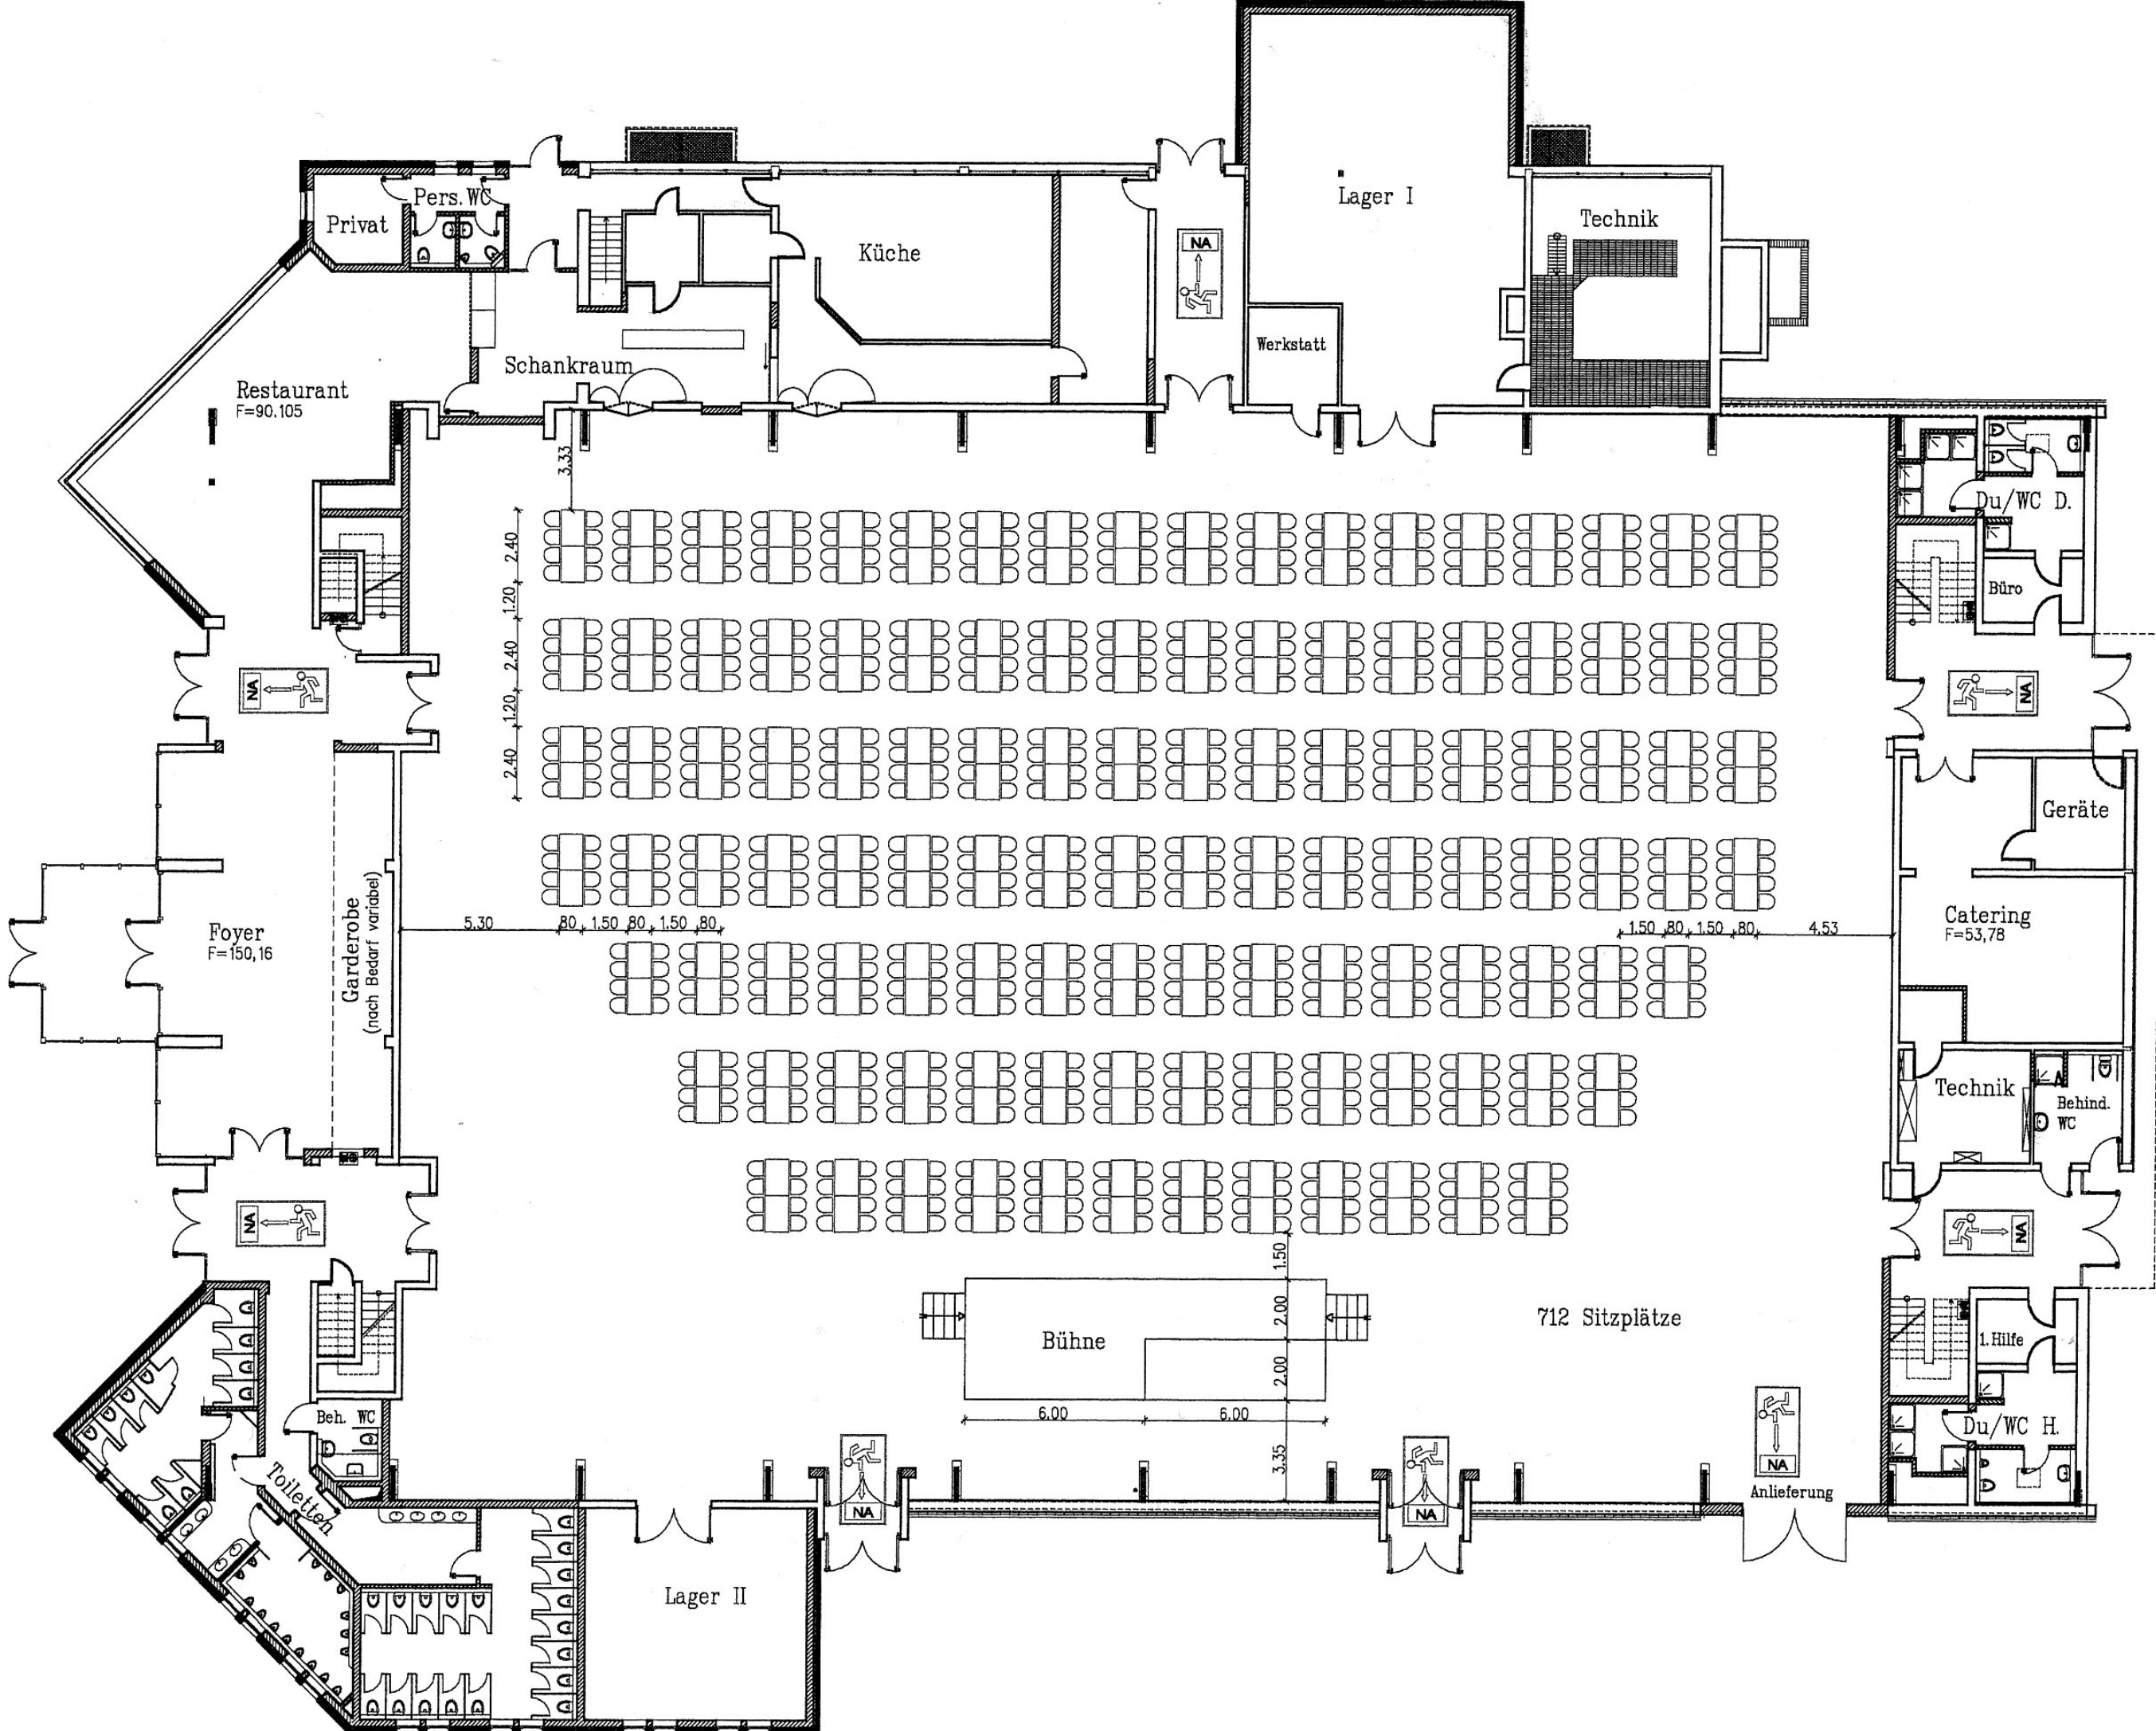 Lager I
Pers. WC
Privat
Technik
NA
Küche
Werkstatt
Schankraum
Restaurant
F=90.105
3.33
Du/WC D.
2.40
1.20
Büro
2.40
NA
NA
1.20
2.40
Geräte
Garderobe
(nach Bedarf variabel)
5.30
80
1.50
80
1.50
80
1.50
80
1.50
80
4.53
Foyer
F=150,16
Catering
F=53,78
Technik
Behind.
WC
NA
NA
1.50
2.00
712 Sitzplätze
Bühne
1.Hilfe
2.00
6.00
6.00
Beh. WC
Du/WC H.
3.35
NA
Toiletten
Anlieferung
NA
NA
Lager II